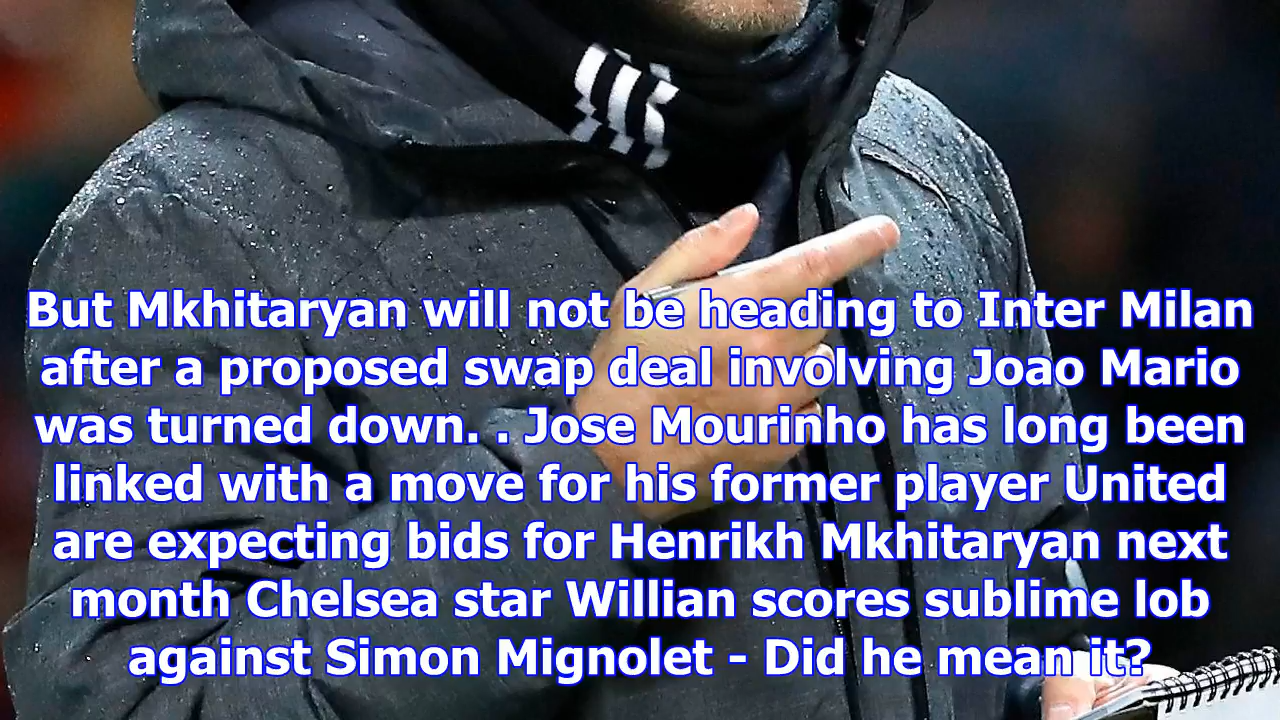 But Mkhitaryan will not be heading to Inter Milan
after a proposed swap deal involving Joao Mario
was turned down. . Jose Mourinho has long been
linked with a move for his former player United
are expecting bids for Henrikh Mkhitaryan next
month Chelsea star Willian scores sublime lob
against Simon Mignolet - Did he mean it?